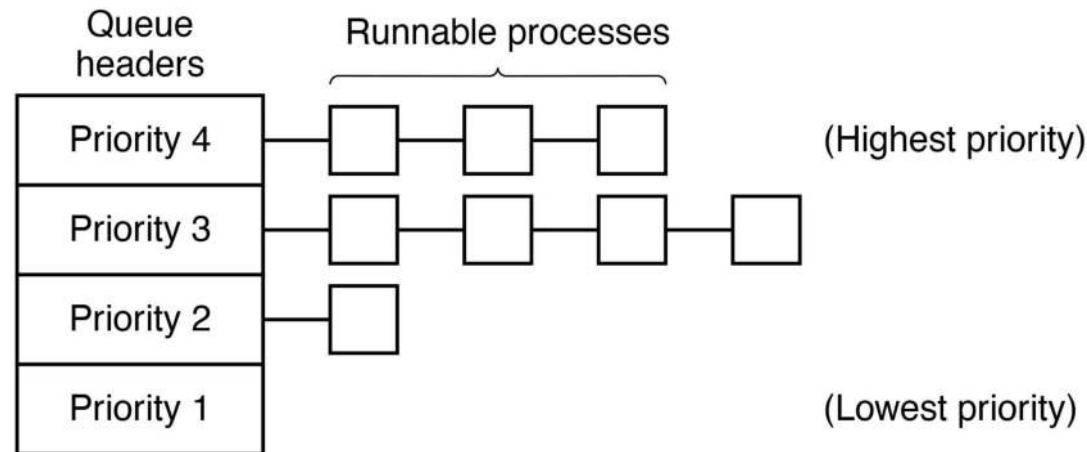 Queue
headers
Runnable processes
Priority 4
(Highest priority)
Priority 3
Priority 2
Priority 1
(Lowest priority)